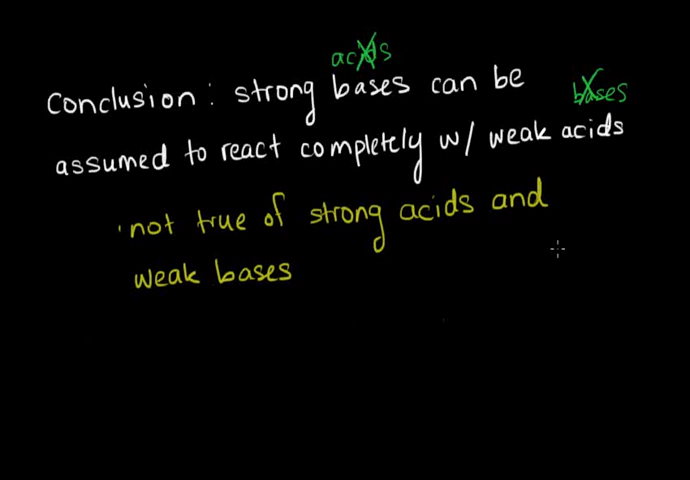 acids
Conclusion: strong bases can be
bases
assumed to react completely w/ weak acids
·not true of strong acids and
weak bases